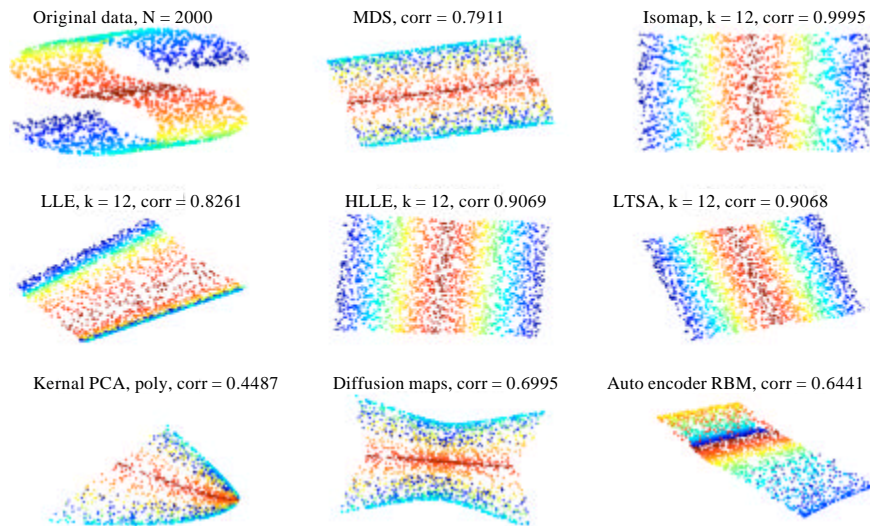 Original data, N = 2000
MDS, corr = 0.7911
Isomap, k = 12, corr = 0.9995
LLE, k = 12, corr = 0.8261
HLLE, k = 12, corr 0.9069
LTSA, k = 12, corr = 0.9068
Kernal PCA, poly, corr = 0.4487
Diffusion maps, corr = 0.6995
Auto encoder RBM, corr = 0.6441